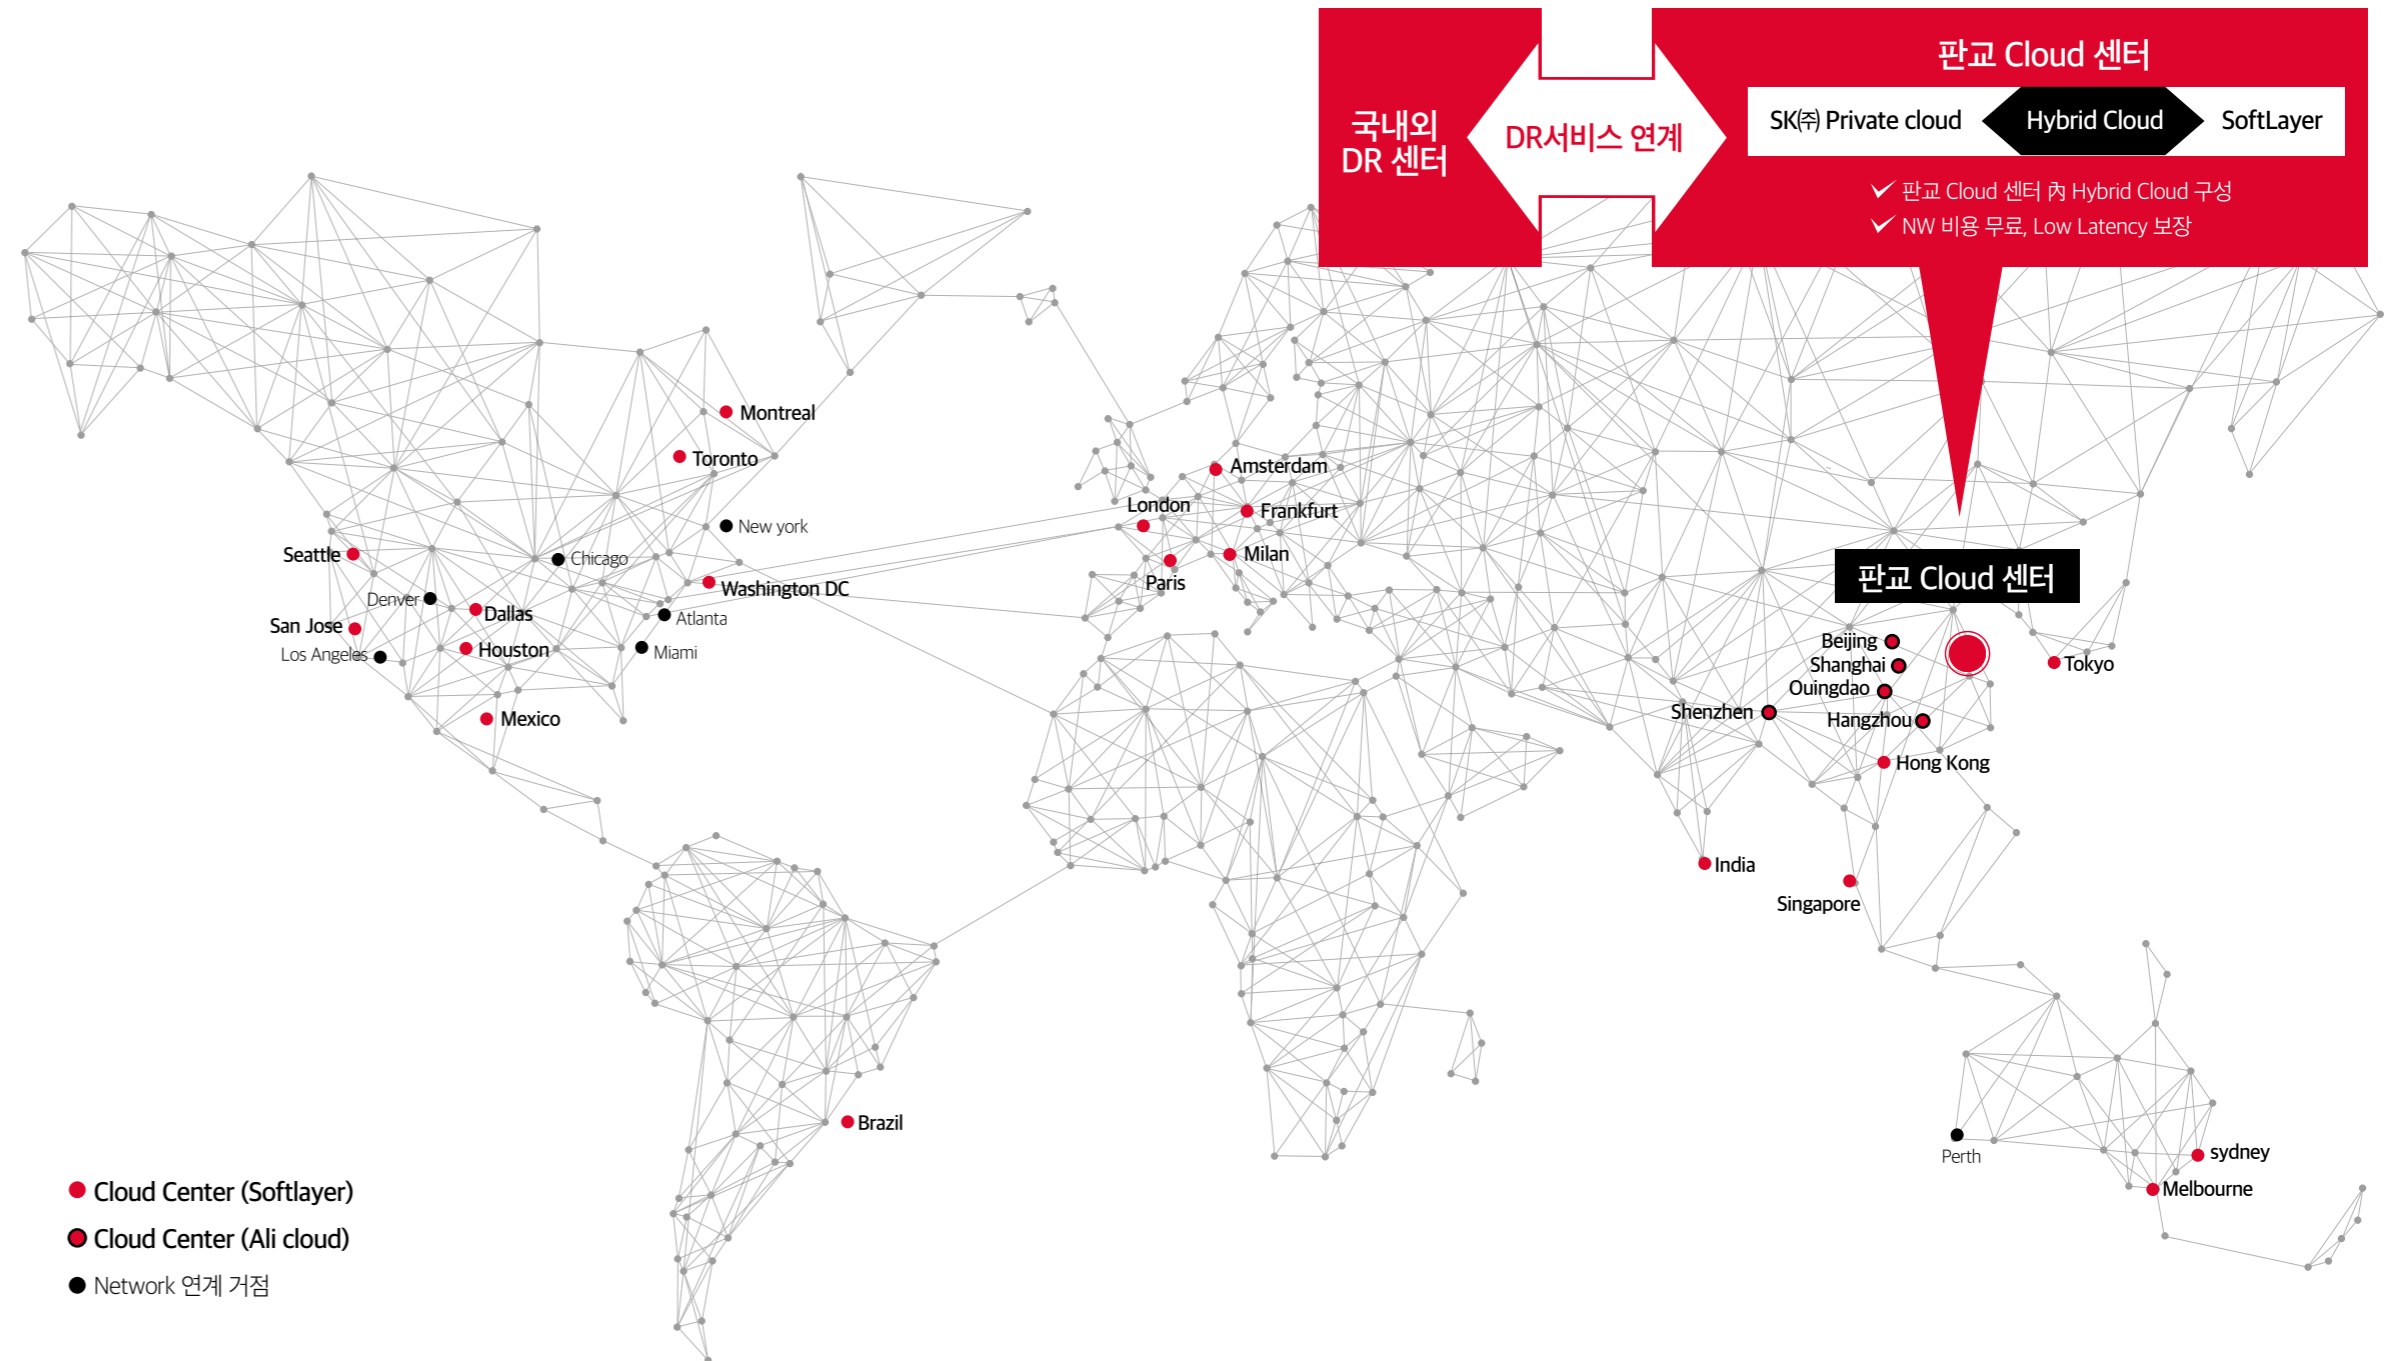 판교 Cloud 센터
SK㈜ Private cloud
Hybrid Cloud
SoftLayer
국내외
DR 센터
DR서비스 연계
판교 Cloud 센터 內 Hybrid Cloud 구성
NW 비용 무료, Low Latency 보장
Montreal
Toronto
New york
Seattle
Chicago
Washington DC
Denver
Dallas
Atlanta
San Jose
Houston
Los Angeles
Miami
Mexico
Amsterdam
London
Frankfurt
Milan
Paris
판교 Cloud 센터
Beijing
Shanghai
Tokyo
Ouingdao
Shenzhen
Hangzhou
Hong Kong
India
Singapore
Brazil
Perth
sydney
Melbourne
Cloud Center (Softlayer)
Cloud Center (Ali cloud)
Network 연계 거점